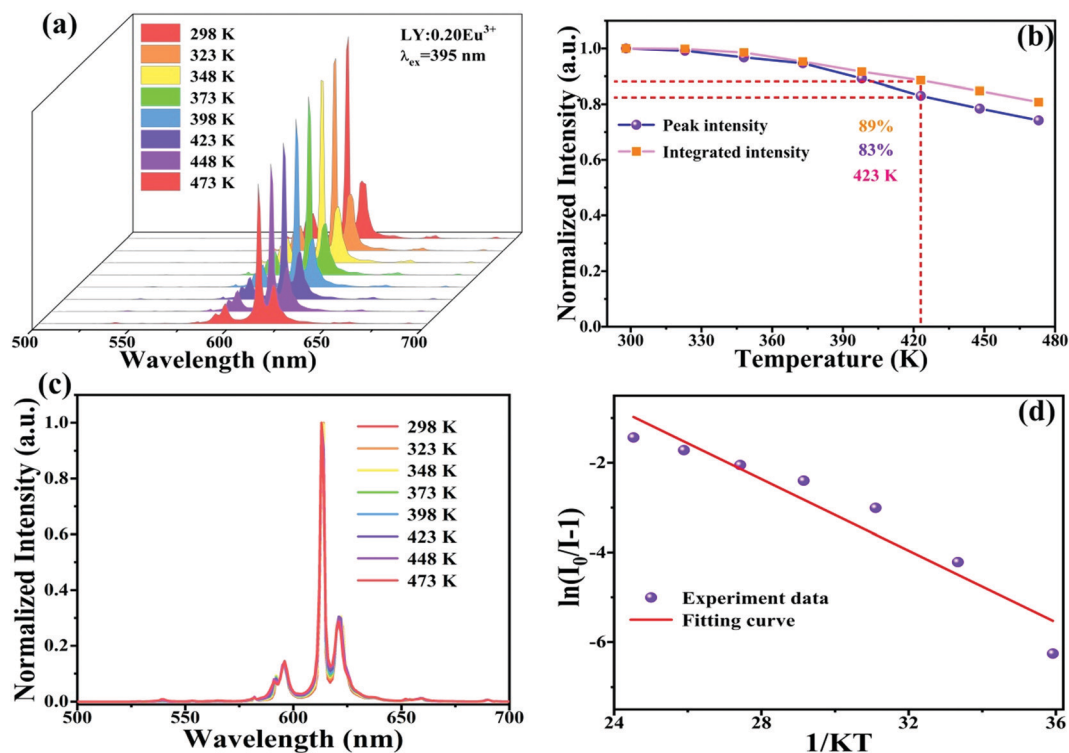 (a)
298 K
323 K
348 K
373 K
398 K
423 K
448 K
473 K
LY:0.20Eu³⁺
λex=395 nm
500 550 600 650 700
Wavelength (nm)
(b)
Normalized Intensity (a.u.)
1.0
0.8
0.6
0.4
0.2
0.0
Peak intensity 89%
Integrated intensity 83%
423 K
300 330 360 390 420 450 480
Temperature (K)
(c)
Normalized Intensity (a.u.)
1.0
0.8
0.6
0.4
0.2
0.0
298 K
323 K
348 K
373 K
398 K
423 K
448 K
473 K
500 550 600 650 700
Wavelength (nm)
(d)
ln(I₀/I-1)
-2
-4
-6
Experiment data
Fitting curve
24 28 32 36
1/KT